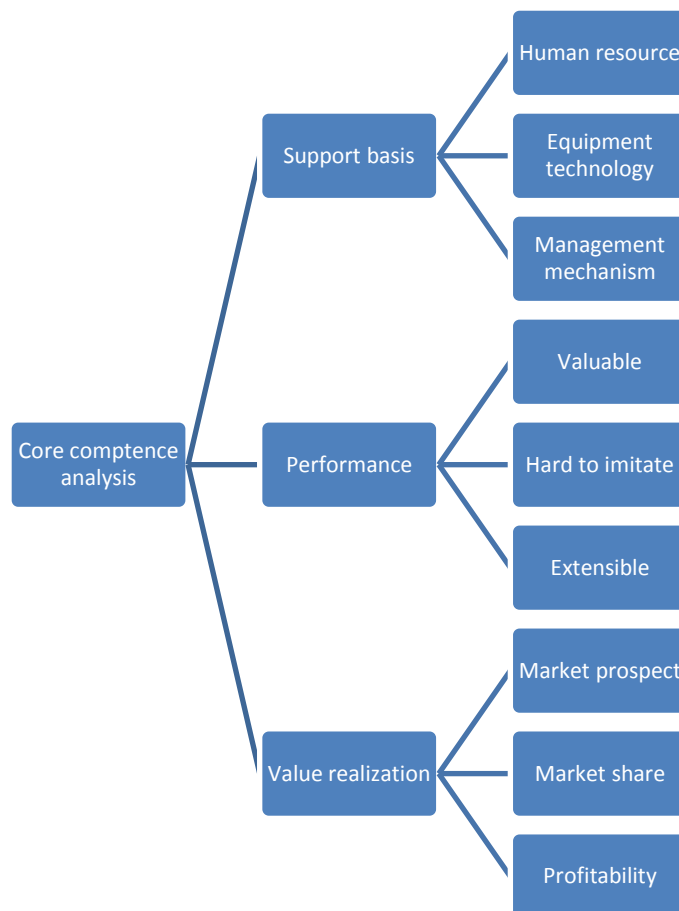 Human resource
Support basis
Equipment
technology
Management
mechanism
Valuable
Core comptence
analysis
Performance
Hard to imitate
Extensible
Market prospect
Value realization
Market share
Profitability